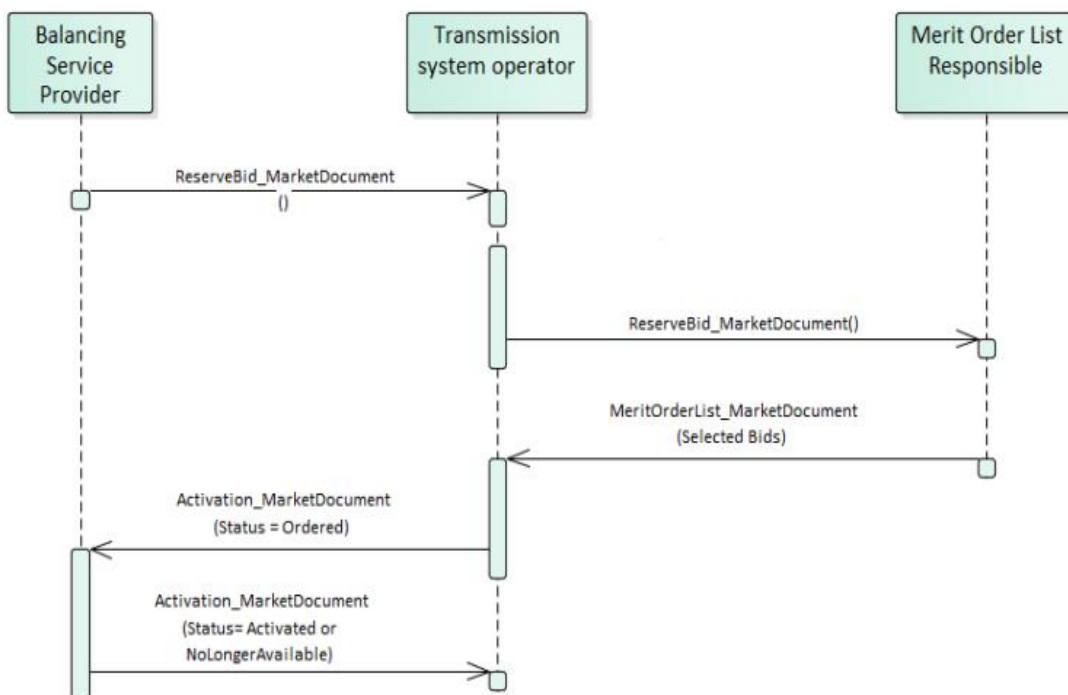 Balancing
Service
Provider
Transmission
system operator
Merit Order List
Responsible
ReserveBid_MarketDocument
()
ReserveBid_MarketDocument()
MeritOrderList_MarketDocument
(Selected Bids)
Activation_MarketDocument
(Status = Ordered)
Activation_MarketDocument
(Status= Activated or
NoLongerAvailable)